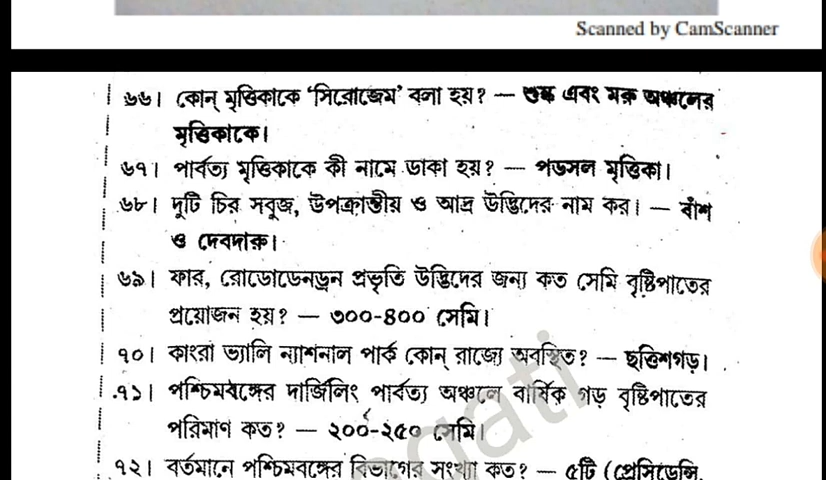 Scanned by CamScanner
৬৬। কোন্ মৃত্তিকাকে ‘সিরোজেম’ বলা হয়? — শুষ্ক এবং মরু অঞ্চলের
মৃত্তিকাকে।
৬৭। পার্বত্য মৃত্তিকাকে কী নামে ডাকা হয়? — পডসল মৃত্তিকা।
৬৮। দুটি চির সবুজ, উপক্রান্তীয় ও আদ্র উদ্ভিদের নাম কর। — বাঁশ
ও দেবদারু।
৬৯। ফার, রোডোডেনড্রন প্রভৃতি উদ্ভিদের জন্য কত সেমি বৃষ্টিপাতের
প্রয়োজন হয়? — ৩০০-৪০০ সেমি।
৭০। কাংরা ভ্যালি ন্যাশনাল পার্ক কোন্ রাজ্যে অবস্থিত? — ছত্তিশগড়।
৭১। পশ্চিমবঙ্গের দার্জিলিং পার্বত্য অঞ্চলে বার্ষিক গড় বৃষ্টিপাতের
পরিমাণ কত? — ২০০-২৫০ সেমি।
৭২। বর্তমানে পশ্চিমবঙ্গের বিভাগের সংখ্যা কত? — ৫টি (প্রেসিডেন্সি,